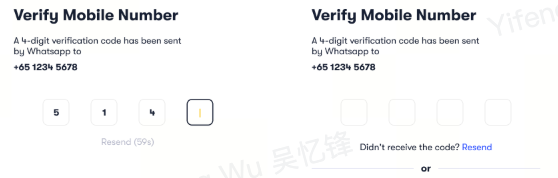 Verify Mobile Number
A 4-digit verification code has been sent
by Whatsapp to
+65 1234 5678
5 1 4
Resend (59s)
Verify Mobile Number
A 4-digit verification code has been sent
by Whatsapp to
+65 1234 5678
Didn't receive the code? Resend
or
Yifeng
Wu 吴忆锋